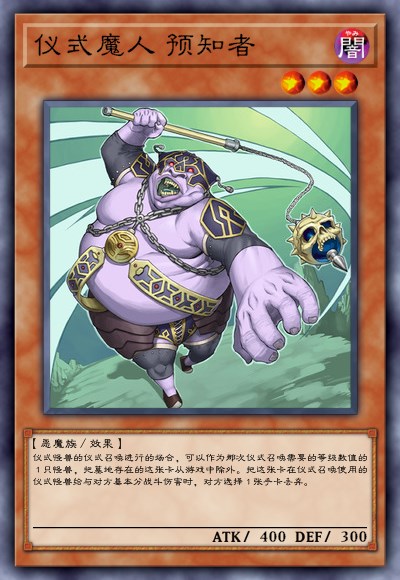 仪式魔人 预知者
闇
やみ
【恶魔族／效果】
仪式怪兽的仪式召唤进行的场合，可以作为那次仪式召唤需要的等级数值的
１只怪兽，把墓地存在的这张卡从游戏中除外。把这张卡在仪式召唤使用的
仪式怪兽给与对方基本分战斗伤害时，对方选择１张手卡丢弃。
ATK/ 400 DEF/ 300